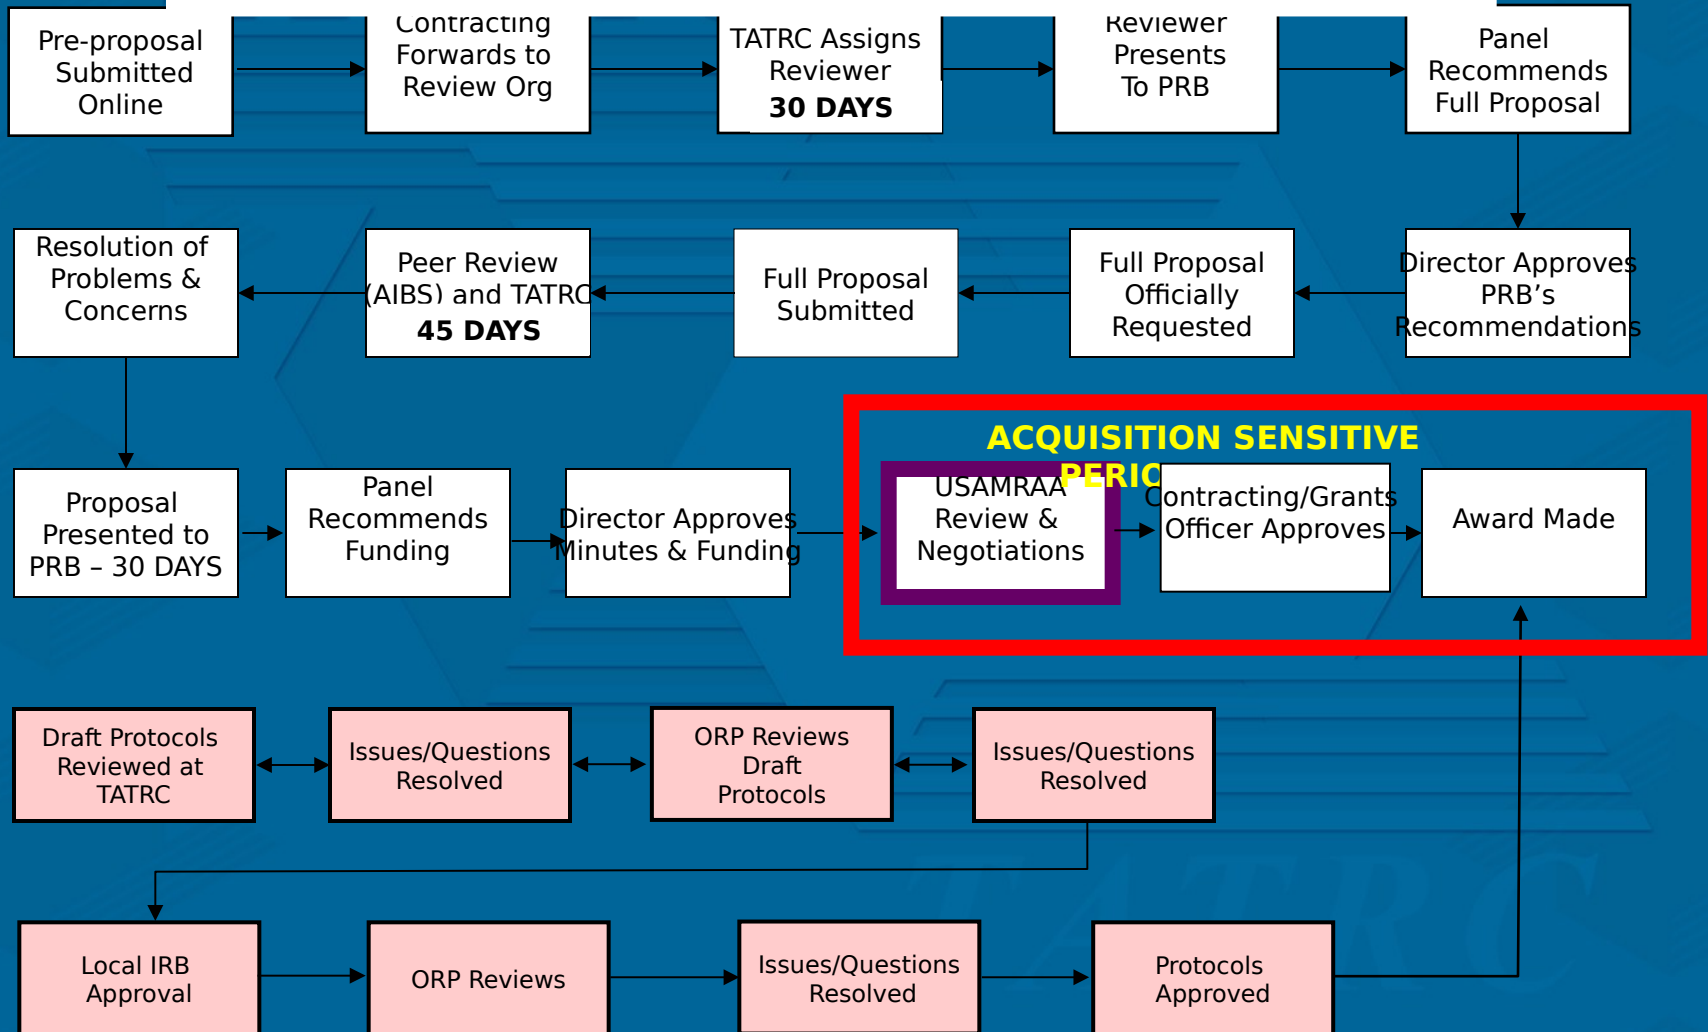 Pre-proposal
Submitted
Online
Contracting
Forwards to
Review Org
TATRC Assigns
Reviewer
30 DAYS
Reviewer
Presents
To PRB
Panel
Recommends
Full Proposal
Resolution of
Problems &
Concerns
Peer Review
(AIBS) and TATRC
45 DAYS
Full Proposal
Submitted
Full Proposal
Officially
Requested
Director Approves
PRB’s
Recommendations
ACQUISITION SENSITIVE
Proposal
Presented to
PRB – 30 DAYS
Panel
Recommends
Funding
Director Approves
Minutes & Funding
USAMRAA
Review &
Negotiations
Contracting/Grants
Officer Approves
Award Made
Draft Protocols
Reviewed at
TATRC
Issues/Questions
Resolved
ORP Reviews
Draft
Protocols
Issues/Questions
Resolved
TATRC
Local IRB
Approval
ORP Reviews
Issues/Questions
Resolved
Protocols
Approved